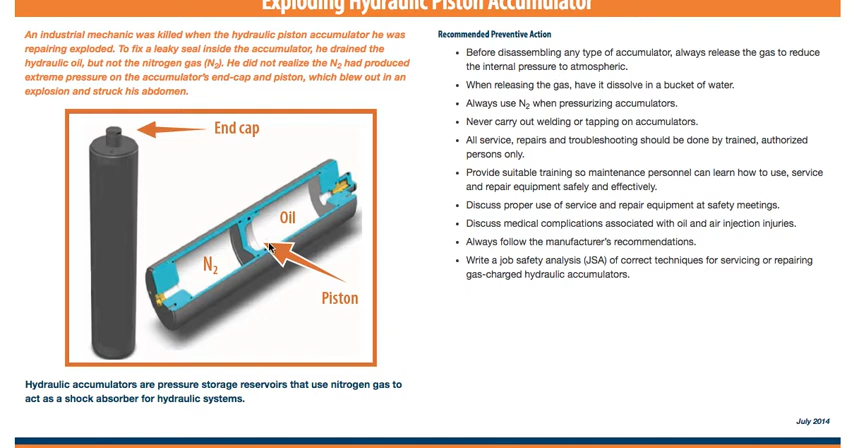 Exploding Hydraulic Piston Accumulator
An industrial mechanic was killed when the hydraulic piston accumulator he was
repairing exploded. To fix a leaky seal inside the accumulator, he drained the
hydraulic oil, but not the nitrogen gas (N2). He did not realize the N2 had produced
extreme pressure on the accumulator's end-cap and piston, which blew out in an
explosion and struck his abdomen.
End cap
Oil
N2
Piston
Hydraulic accumulators are pressure storage reservoirs that use nitrogen gas to
act as a shock absorber for hydraulic systems.
Recommended Preventive Action
• Before disassembling any type of accumulator, always release the gas to reduce
the internal pressure to atmospheric.
• When releasing the gas, have it dissolve in a bucket of water.
• Always use N2 when pressurizing accumulators.
• Never carry out welding or tapping on accumulators.
• All service, repairs and troubleshooting should be done by trained, authorized
persons only.
• Provide suitable training so maintenance personnel can learn how to use, service
and repair equipment safely and effectively.
• Discuss proper use of service and repair equipment at safety meetings.
• Discuss medical complications associated with oil and air injection injuries.
• Always follow the manufacturer's recommendations.
• Write a job safety analysis (JSA) of correct techniques for servicing or repairing
gas-charged hydraulic accumulators.
July 2014